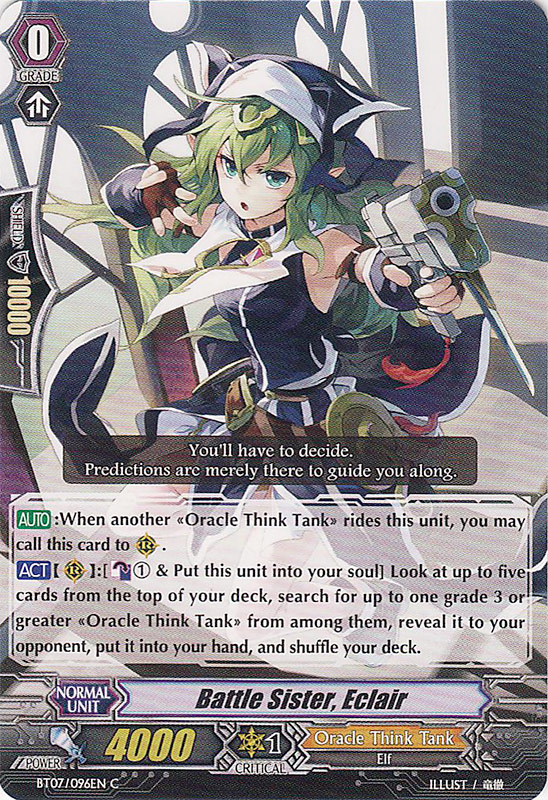 0
GRADE
SHIELD
10000
You'll have to decide.
Predictions are merely there to guide you along.
AUTO:When another «Oracle Think Tank» rides this unit, you may
call this card to R.
ACT[R]:[① & Put this unit into your soul] Look at up to five
cards from the top of your deck, search for up to one grade 3 or
greater «Oracle Think Tank» from among them, reveal it to your
opponent, put it into your hand, and shuffle your deck.
NORMAL
UNIT
Battle Sister, Eclair
POWER
4000
1
CRITICAL
Oracle Think Tank
Elf
BT07/096EN C
ILLUST / 竜徹